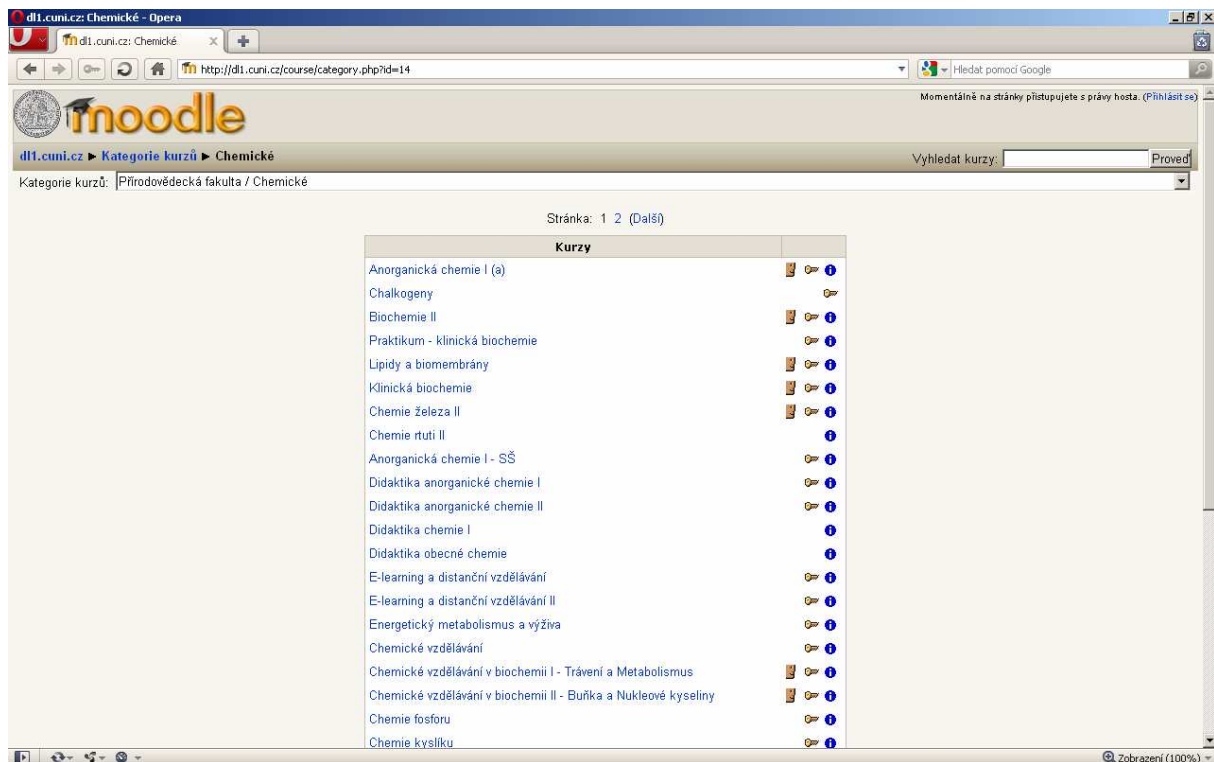 dl1.cuni.cz: Chemické - Opera
dl1.cuni.cz: Chemické
http://dl1.cuni.cz/course/category.php?id=14
Hledat pomocí Google
moodle
Momentálně na stránky přistupujete s právy hosta. (Přihlásit se)
dl1.cuni.cz ► Kategorie kurzů ► Chemické
Vyhledat kurzy: Proveď
Kategorie kurzů: Přírodovědecká fakulta / Chemické
Stránka: 1 2 (Další)
Kurzy
Anorganická chemie I (a)
Chalkogeny
Biochemie II
Praktikum - klinická biochemie
Lipidy a biomembrány
Klinická biochemie
Chemie železa II
Chemie rtuti II
Anorganická chemie I - SŠ
Didaktika anorganické chemie I
Didaktika anorganické chemie II
Didaktika chemie I
Didaktika obecné chemie
E-learning a distanční vzdělávání
E-learning a distanční vzdělávání II
Energetický metabolismus a výživa
Chemické vzdělávání
Chemické vzdělávání v biochemii I - Trávení a Metabolismus
Chemické vzdělávání v biochemii II - Buňka a Nukleové kyseliny
Chemie fosforu
Chemie kyslíku
Zobrazení (100%)